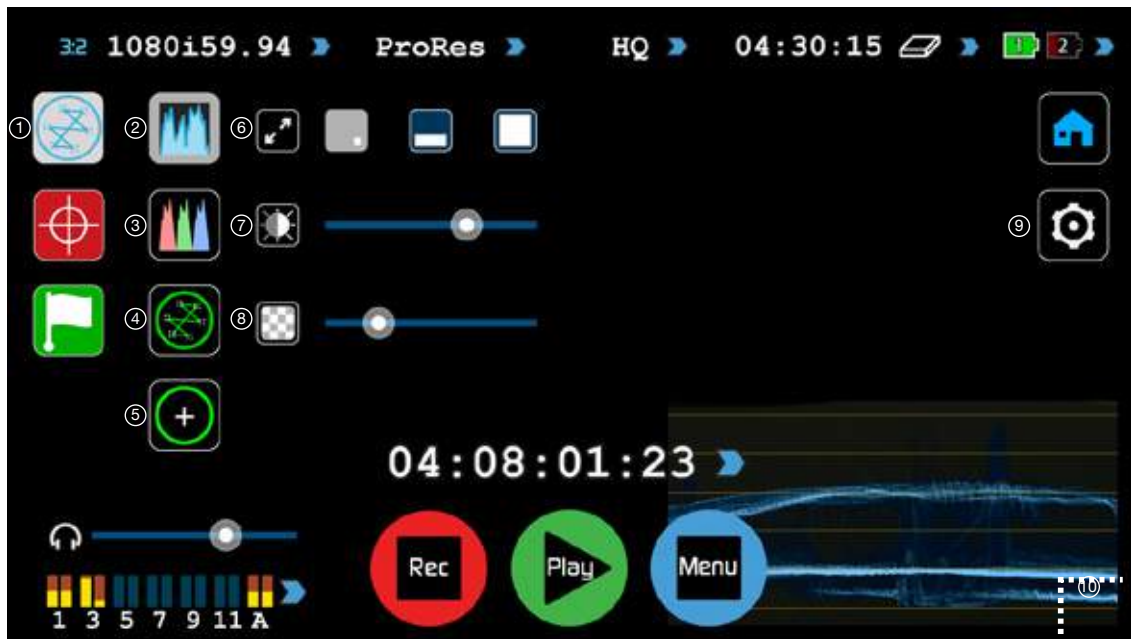 3:2 1080i59.94 ProRes HQ 04:30:15 1 2
① ② ⑥
③ ⑦ ⑨
④ ⑧
⑤
04:08:01:23
Rec Play Menu
⑩
1 3 5 7 9 11 A